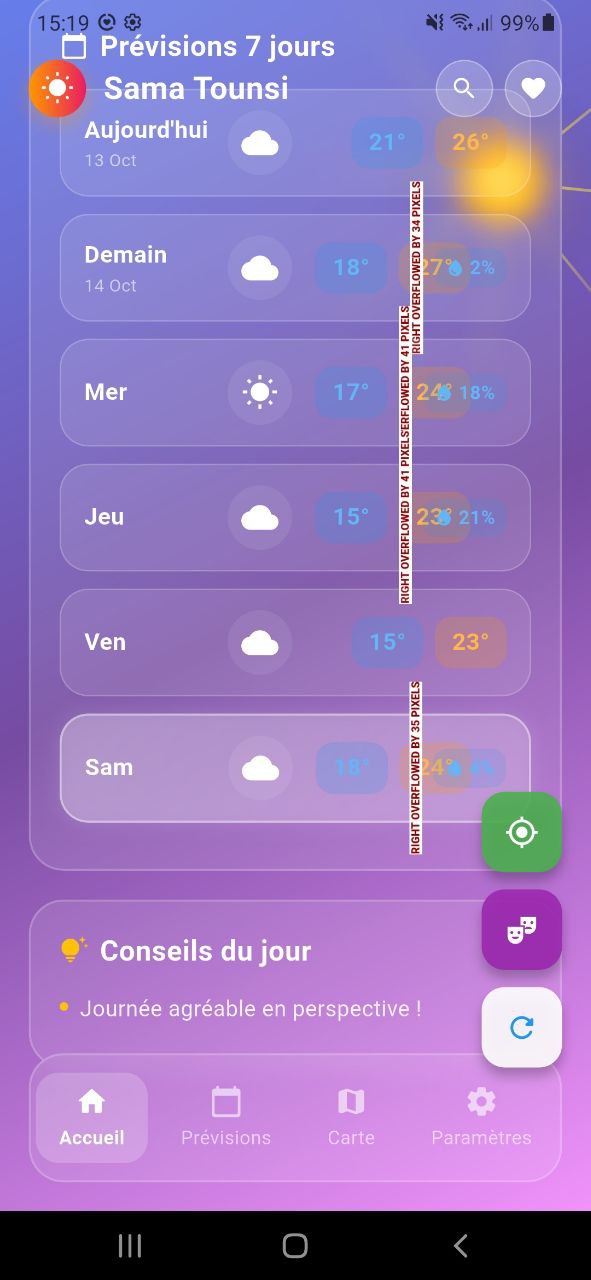 15:19
99%
Prévisions 7 jours
Sama Tounsi
Aujourd'hui
13 Oct
21° 26°
RIGHT OVERFLOWED BY 34 PIXELS
Demain
14 Oct
18° 27° 2%
RIGHT OVERFLOWED BY 41 PIXELS
Mer
17° 24° 18%
RIGHT OVERFLOWED BY 41 PIXELS
Jeu
15° 23° 21%
Ven
15° 23°
RIGHT OVERFLOWED BY 35 PIXELS
Sam
18° 24°
Conseils du jour
Journée agréable en perspective !
Accueil Prévisions Carte Paramètres